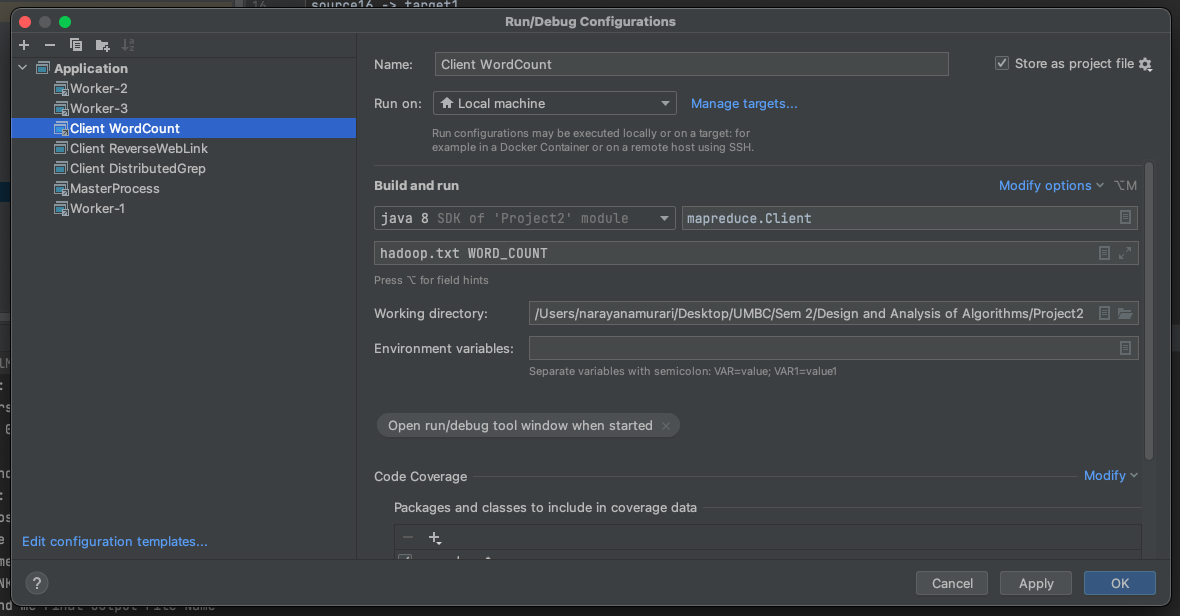 16 source16 -> target1
Run/Debug Configurations
Application
Worker-2
Worker-3
Client WordCount
Client ReverseWebLink
Client DistributedGrep
MasterProcess
Worker-1
Edit configuration templates...
Name: Client WordCount Store as project file
Run on: Local machine Manage targets...
Run configurations may be executed locally or on a target: for
example in a Docker Container or on a remote host using SSH.
Build and run Modify options ⌥M
java 8 SDK of 'Project2' module mapreduce.Client
hadoop.txt WORD_COUNT
Press ⌥ for field hints
Working directory: /Users/narayanamurari/Desktop/UMBC/Sem 2/Design and Analysis of Algorithms/Project2
Environment variables:
Separate variables with semicolon: VAR=value; VAR1=value1
Open run/debug tool window when started
Code Coverage Modify
Packages and classes to include in coverage data
? Cancel Apply OK